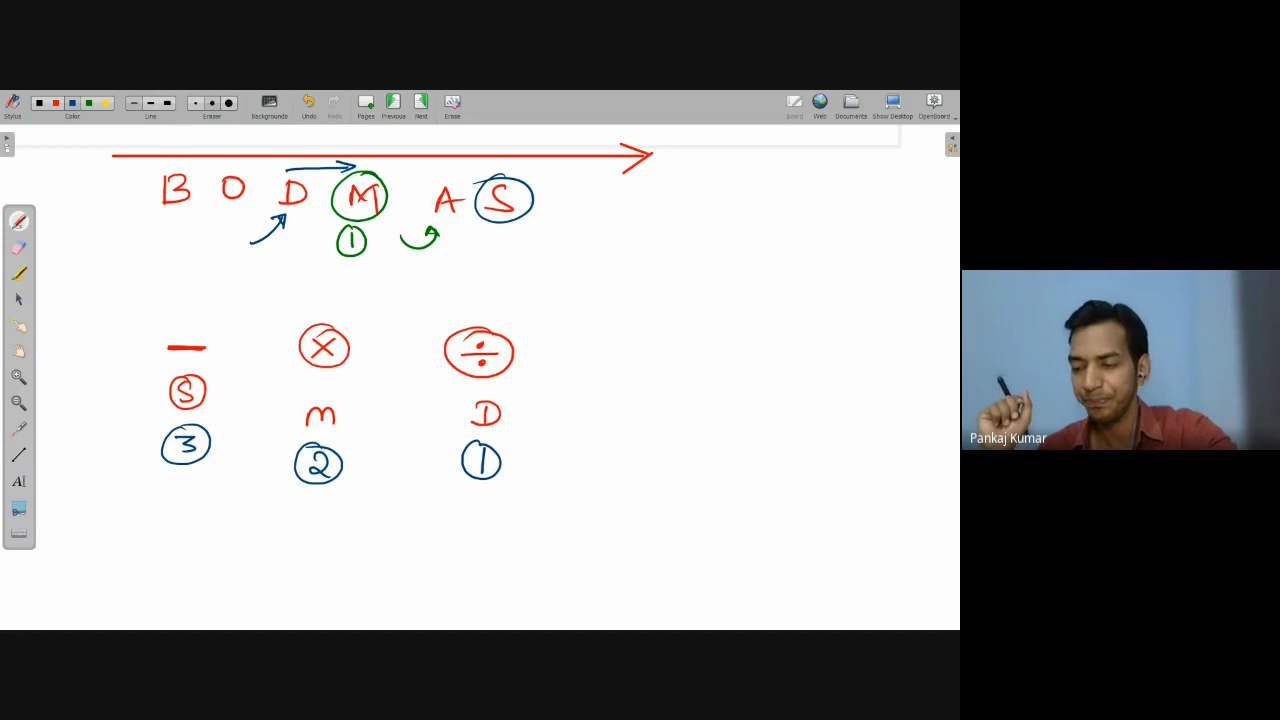 Stylus Color Line Eraser Backgrounds Undo Redo Pages Previous Next Erase Board Web Documents Show Desktop OpenBoard
B O D M A S
1
— × ÷
S M D
3 2 1
Pankaj Kumar